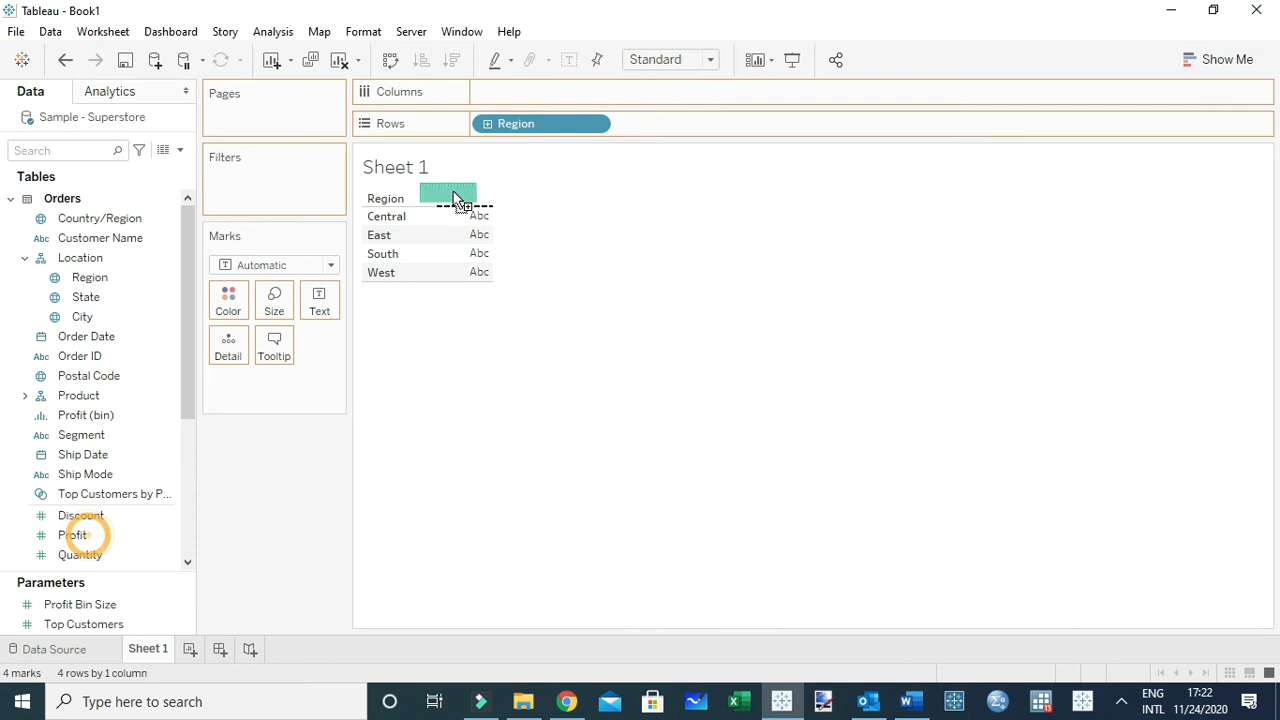 Tableau - Book1
File Data Worksheet Dashboard Story Analysis Map Format Server Window Help
Standard
Show Me
Data Analytics
Pages
Columns
Sample - Superstore
Rows
Region
Search
Filters
Sheet 1
Tables
Orders
Region
Country/Region
Central Abc
Customer Name
Marks
East Abc
Location
South Abc
Automatic
Region
West Abc
State
Color Size Text
City
Order Date
Order ID
Detail Tooltip
Postal Code
Product
Profit (bin)
Segment
Ship Date
Abc Ship Mode
Top Customers by P...
Discount
Profit
Quantity
Parameters
Profit Bin Size
Top Customers
Data Source Sheet 1
4 marks 4 rows by 1 column
Type here to search
ENG 17:22
INTL 11/24/2020